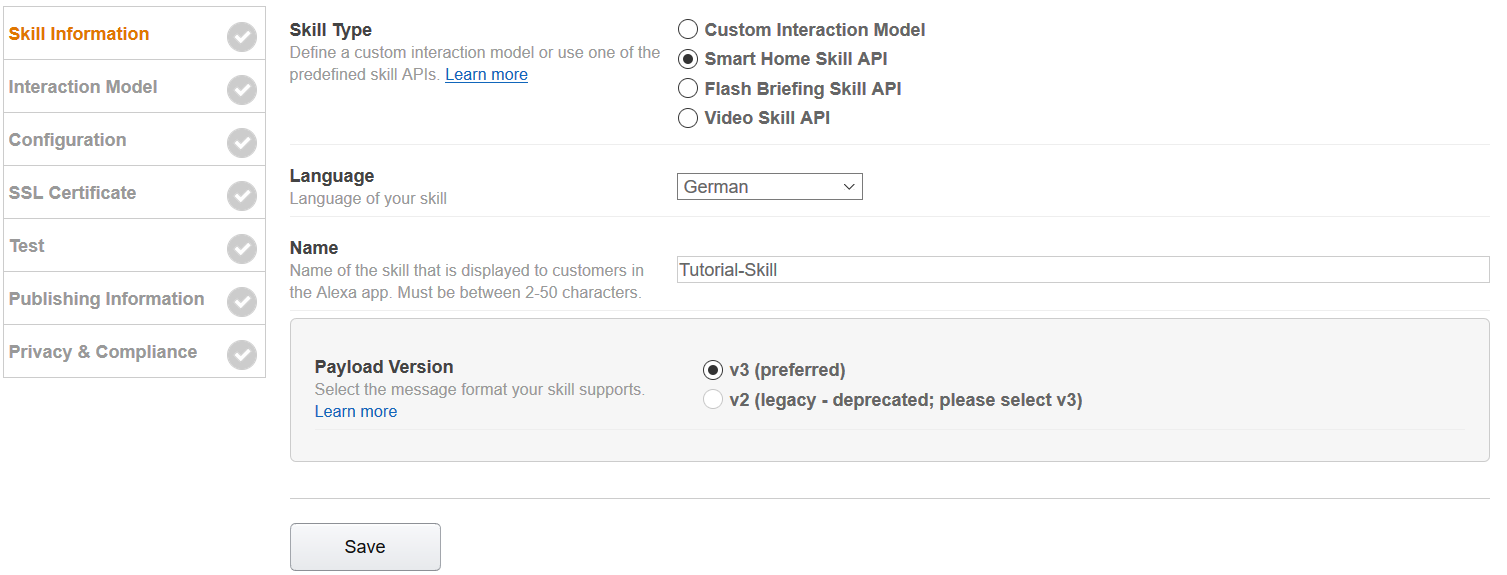 Skill Information
Interaction Model
Configuration
SSL Certificate
Test
Publishing Information
Privacy & Compliance
Skill Type
Define a custom interaction model or use one of the
predefined skill APIs. Learn more
Custom Interaction Model
Smart Home Skill API
Flash Briefing Skill API
Video Skill API
Language
Language of your skill
German
Name
Name of the skill that is displayed to customers in
the Alexa app. Must be between 2-50 characters.
Tutorial-Skill
Payload Version
Select the message format your skill supports.
Learn more
v3 (preferred)
v2 (legacy - deprecated; please select v3)
Save